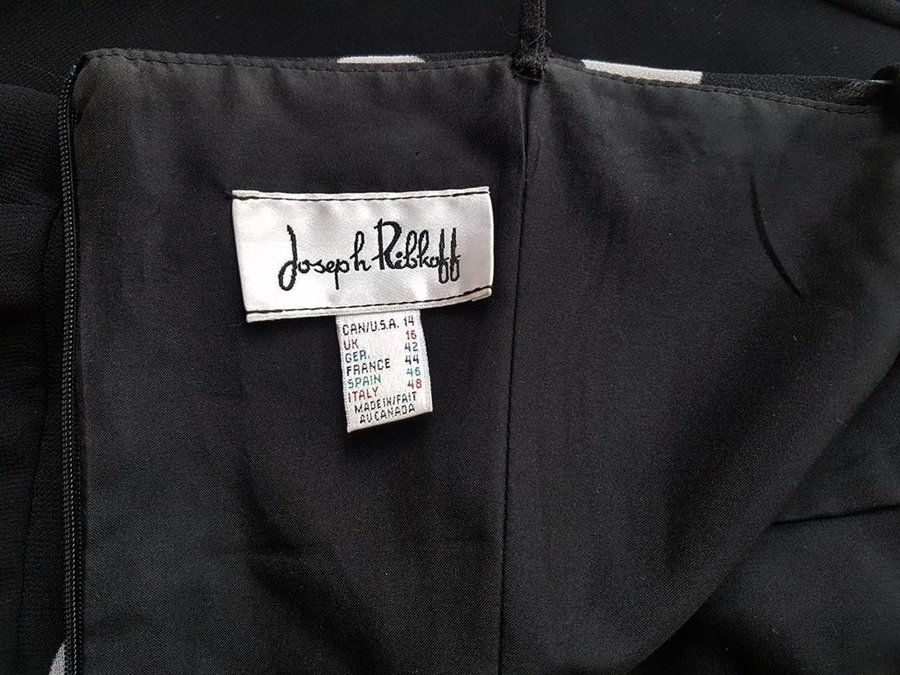 Joseph Ribkoff
CAN/U.S.A. 14
UK 16
GER. 42
FRANCE 44
SPAIN 46
ITALY 48
MADE IN/FAIT
AU CANADA